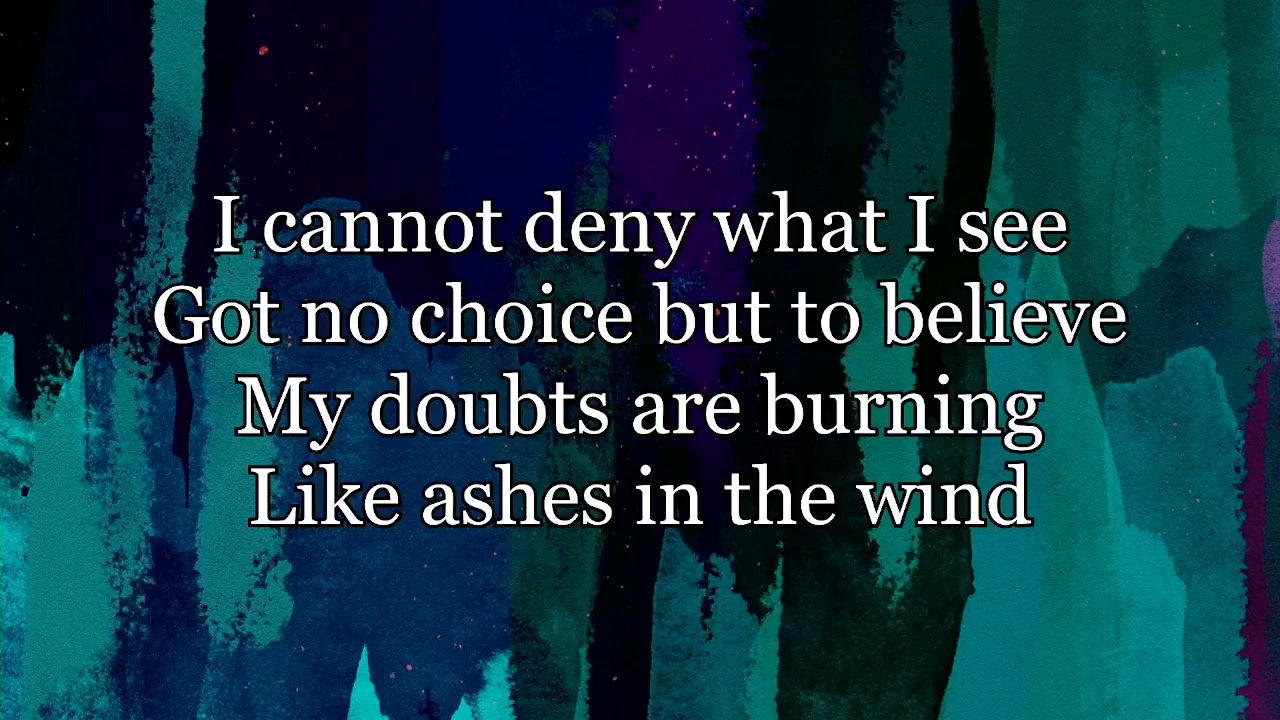 I cannot deny what I see
Got no choice but to believe
My doubts are burning
Like ashes in the wind